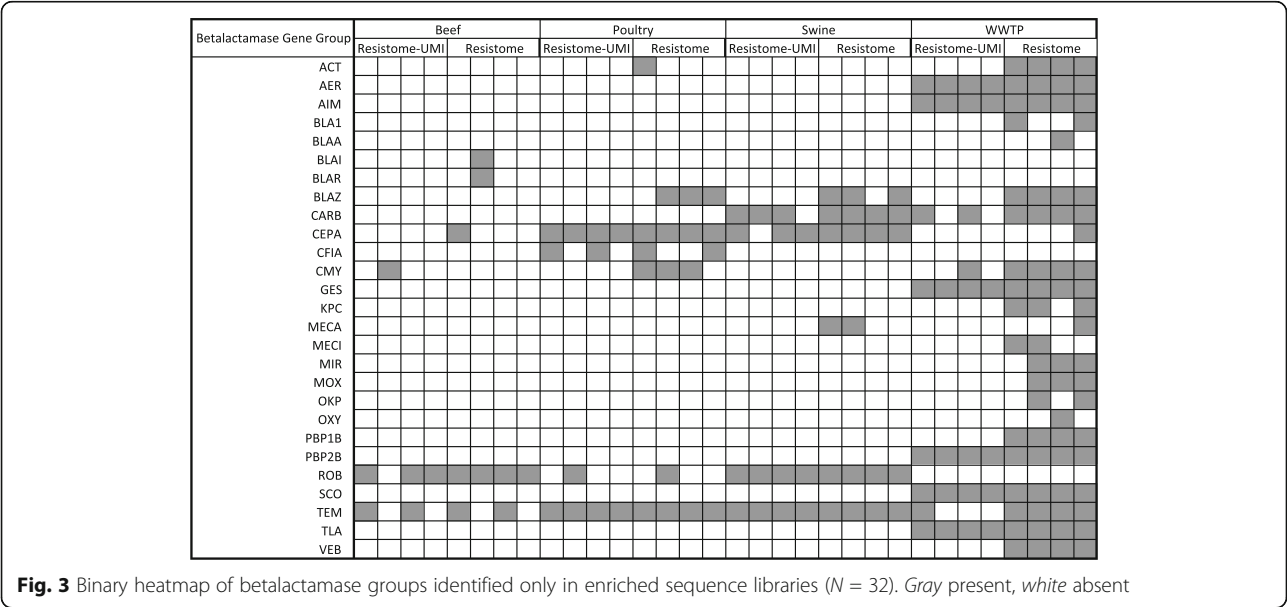 Betalactamase Gene Group Beef Poultry Swine WWTP
Resistome-UMI Resistome Resistome-UMI Resistome Resistome-UMI Resistome Resistome-UMI Resistome
ACT
AER
AIM
BLA1
BLAA
BLAI
BLAR
BLAZ
CARB
CEPA
CFIA
CMY
GES
KPC
MECA
MECI
MIR
MOX
OKP
OXY
PBP1B
PBP2B
ROB
SCO
TEM
TLA
VEB
Fig. 3 Binary heatmap of betalactamase groups identified only in enriched sequence libraries (N = 32). Gray present, white absent